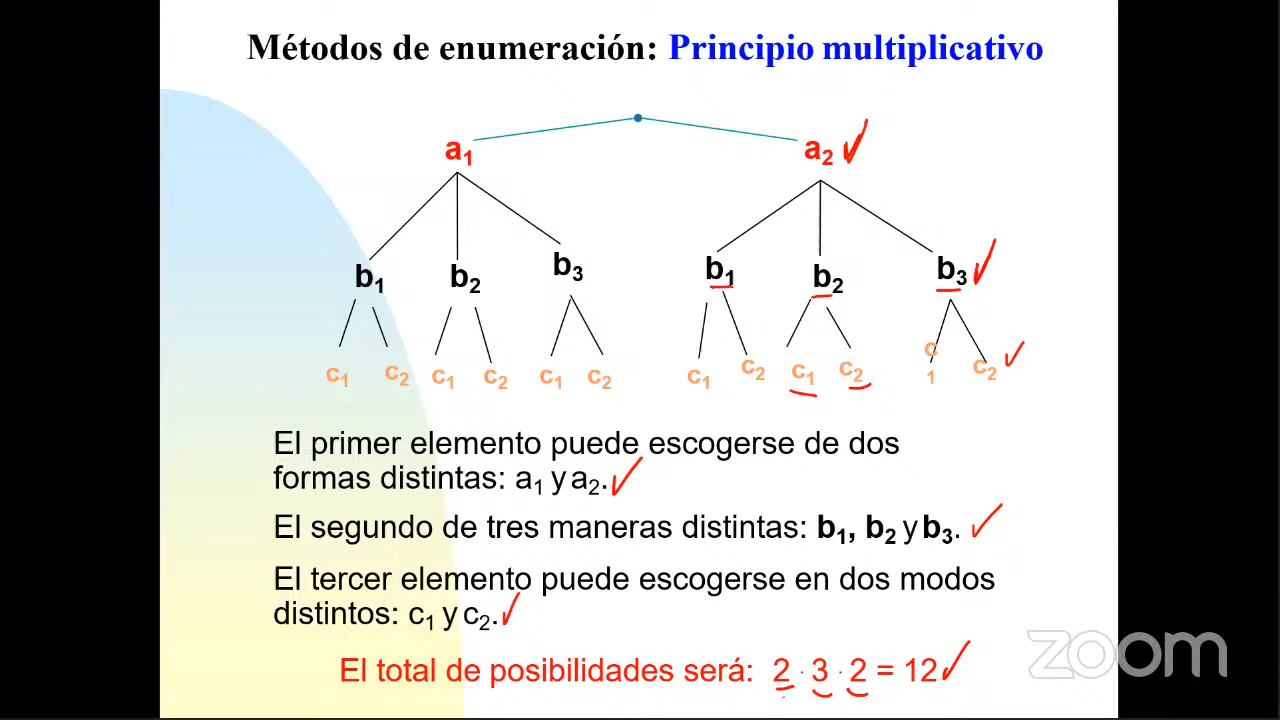 Métodos de enumeración: Principio multiplicativo
a1 a2
b1 b2 b3 b1 b2 b3
c1 c2 c1 c2 c1 c2 c1 c2 c1 c2 c1 c2
El primer elemento puede escogerse de dos
formas distintas: a1 y a2.
El segundo de tres maneras distintas: b1, b2 y b3.
El tercer elemento puede escogerse en dos modos
distintos: c1 y c2.
El total de posibilidades será: 2 · 3 · 2 = 12
zoom